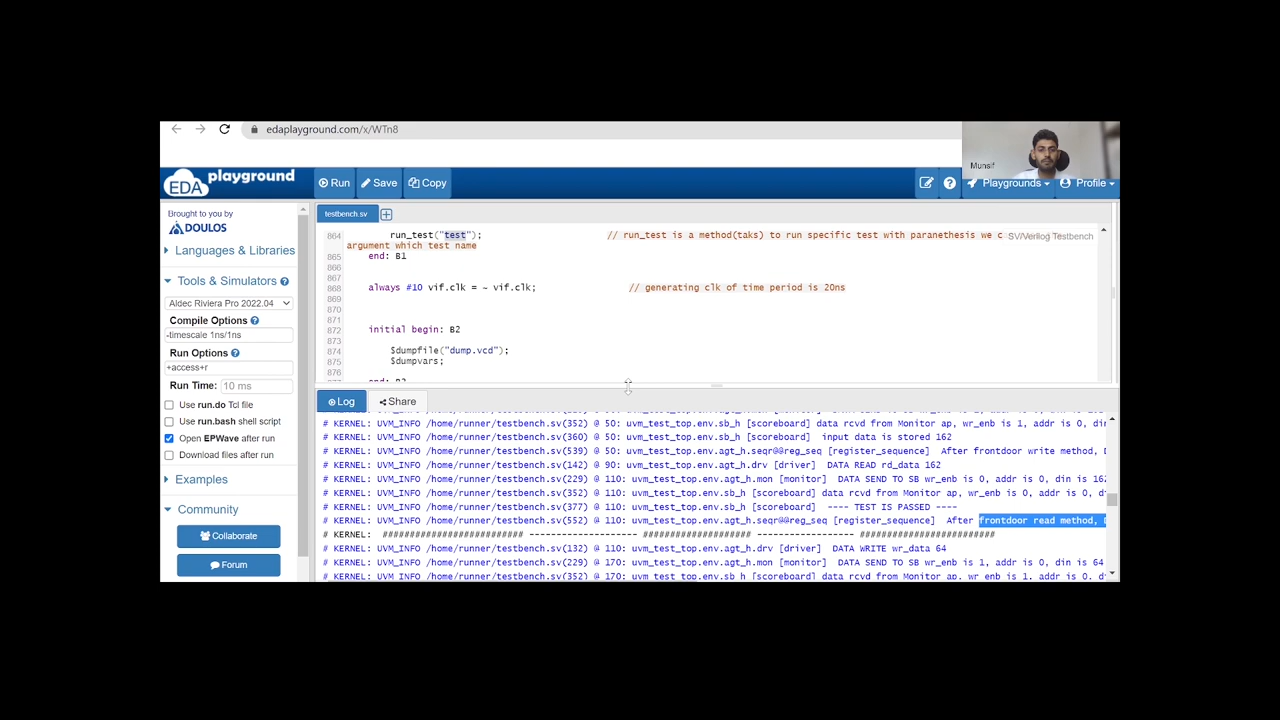 edaplayground.com/x/WTn8
Munsif
EDA playground
Run Save Copy Playgrounds Profile
Brought to you by
DOULOS
Languages & Libraries
Tools & Simulators
Aldec Riviera Pro 2022.04
Compile Options
-timescale 1ns/1ns
Run Options
+access+r
Run Time: 10 ms
Use run.do Tcl file
Use run.bash shell script
Open EPWave after run
Download files after run
Examples
Community
Collaborate
Forum
testbench.sv
SV/Verilog Testbench
864 run_test("test"); // run_test is a method(taks) to run specific test with paranethesis we c
argument which test name
865 end: B1
866
867
868 always #10 vif.clk = ~ vif.clk; // generating clk of time period is 20ns
869
870
871
872 initial begin: B2
873
874 $dumpfile("dump.vcd");
875 $dumpvars;
876
Log Share
# KERNEL: UVM_INFO /home/runner/testbench.sv(352) @ 50: uvm_test_top.env.sb_h [scoreboard] data rcvd from Monitor ap, wr_enb is 1, addr is 0, din
# KERNEL: UVM_INFO /home/runner/testbench.sv(360) @ 50: uvm_test_top.env.sb_h [scoreboard] input data is stored 162
# KERNEL: UVM_INFO /home/runner/testbench.sv(539) @ 50: uvm_test_top.env.agt_h.seqr@@reg_seq [register_sequence] After frontdoor write method, D
# KERNEL: UVM_INFO /home/runner/testbench.sv(142) @ 90: uvm_test_top.env.agt_h.drv [driver] DATA READ rd_data 162
# KERNEL: UVM_INFO /home/runner/testbench.sv(229) @ 110: uvm_test_top.env.agt_h.mon [monitor] DATA SEND TO SB wr_enb is 0, addr is 0, din is 162
# KERNEL: UVM_INFO /home/runner/testbench.sv(352) @ 110: uvm_test_top.env.sb_h [scoreboard] data rcvd from Monitor ap, wr_enb is 0, addr is 0, di
# KERNEL: UVM_INFO /home/runner/testbench.sv(377) @ 110: uvm_test_top.env.sb_h [scoreboard] ---- TEST IS PASSED ----
# KERNEL: UVM_INFO /home/runner/testbench.sv(552) @ 110: uvm_test_top.env.agt_h.seqr@@reg_seq [register_sequence] After frontdoor read method, D
# KERNEL: ########################## -------------------- #################### ------------------ #########################
# KERNEL: UVM_INFO /home/runner/testbench.sv(132) @ 110: uvm_test_top.env.agt_h.drv [driver] DATA WRITE wr_data 64
# KERNEL: UVM_INFO /home/runner/testbench.sv(229) @ 170: uvm_test_top.env.agt_h.mon [monitor] DATA SEND TO SB wr_enb is 1, addr is 0, din is 64
# KERNEL: UVM_INFO /home/runner/testbench.sv(352) @ 170: uvm_test_top.env.sb_h [scoreboard] data rcvd from Monitor ap, wr_enb is 1, addr is 0, di